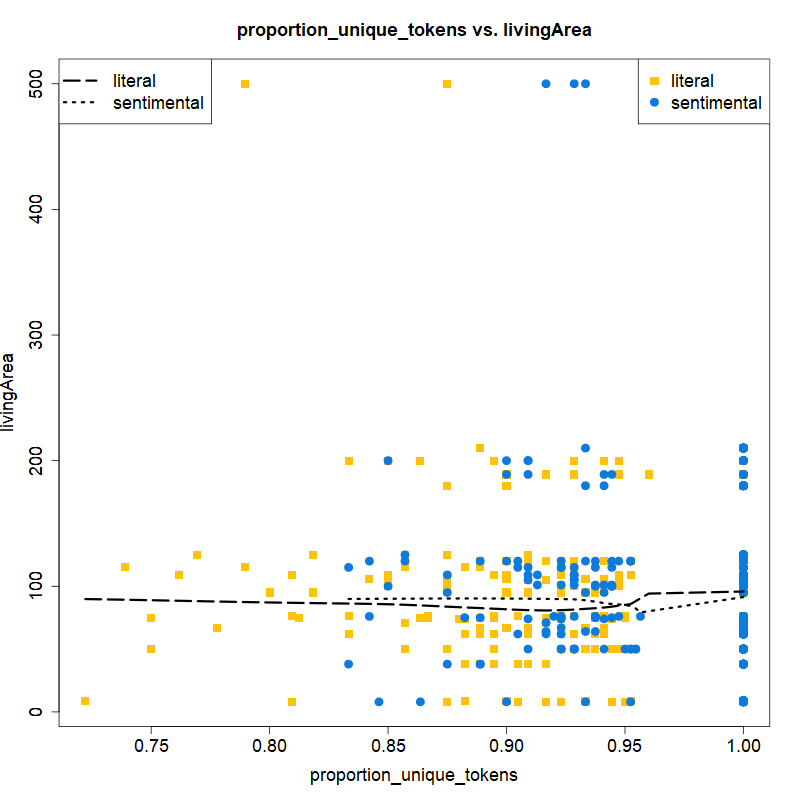 proportion_unique_tokens vs. livingArea
literal
sentimental
literal
sentimental
livingArea
500
400
300
200
100
0
0.75 0.80 0.85 0.90 0.95 1.00
proportion_unique_tokens